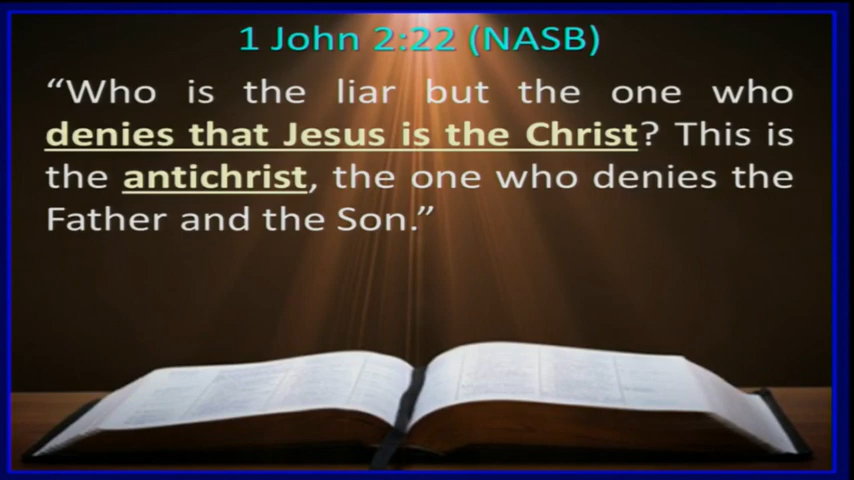 1 John 2:22 (NASB)
“Who is the liar but the one who
denies that Jesus is the Christ? This is
the antichrist, the one who denies the
Father and the Son.”